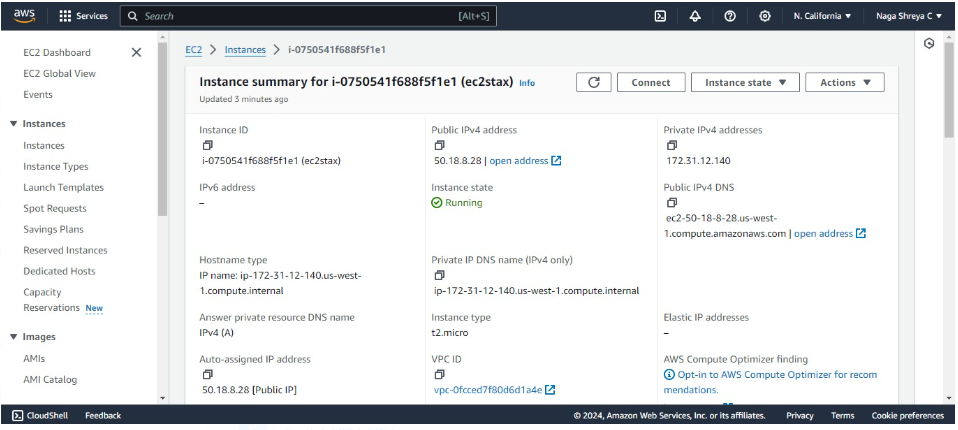 aws
Services
Search
[Alt+S]
N. California
Naga Shreya C
EC2 Dashboard
EC2 Global View
Events
Instances
Instances
Instance Types
Launch Templates
Spot Requests
Savings Plans
Reserved Instances
Dedicated Hosts
Capacity
Reservations New
Images
AMIs
AMI Catalog
EC2 > Instances > i-0750541f688f5f1e1
Instance summary for i-0750541f688f5f1e1 (ec2stax) Info
Updated 3 minutes ago
Connect
Instance state
Actions
Instance ID
i-0750541f688f5f1e1 (ec2stax)
Public IPv4 address
50.18.8.28 | open address
Private IPv4 addresses
172.31.12.140
IPv6 address
–
Instance state
Running
Public IPv4 DNS
ec2-50-18-8-28.us-west-
1.compute.amazonaws.com | open address
Hostname type
IP name: ip-172-31-12-140.us-west-
1.compute.internal
Private IP DNS name (IPv4 only)
ip-172-31-12-140.us-west-1.compute.internal
Answer private resource DNS name
IPv4 (A)
Instance type
t2.micro
Elastic IP addresses
–
Auto-assigned IP address
50.18.8.28 [Public IP]
VPC ID
vpc-0fcced7f80d6d1a4e
AWS Compute Optimizer finding
Opt-in to AWS Compute Optimizer for recom
mendations.
CloudShell
Feedback
© 2024, Amazon Web Services, Inc. or its affiliates.
Privacy
Terms
Cookie preferences